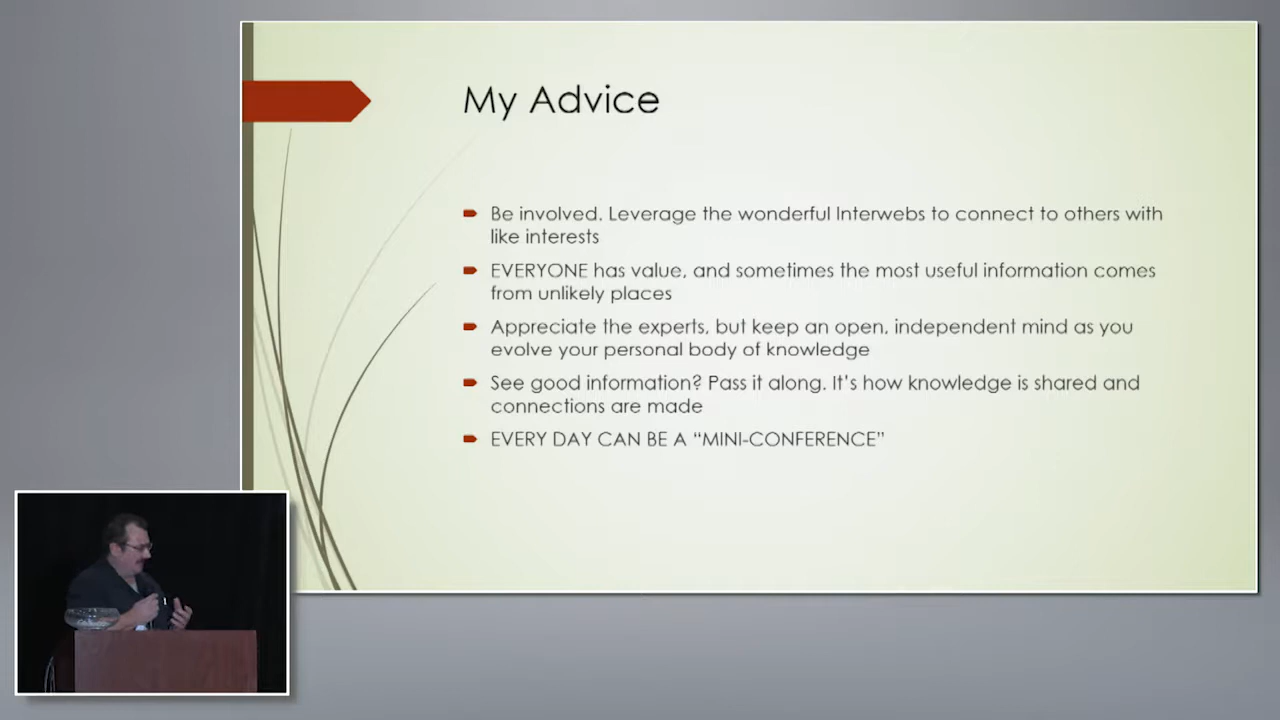 My Advice
Be involved. Leverage the wonderful Interwebs to connect to others with
like interests
EVERYONE has value, and sometimes the most useful information comes
from unlikely places
Appreciate the experts, but keep an open, independent mind as you
evolve your personal body of knowledge
See good information? Pass it along. It's how knowledge is shared and
connections are made
EVERY DAY CAN BE A “MINI-CONFERENCE”